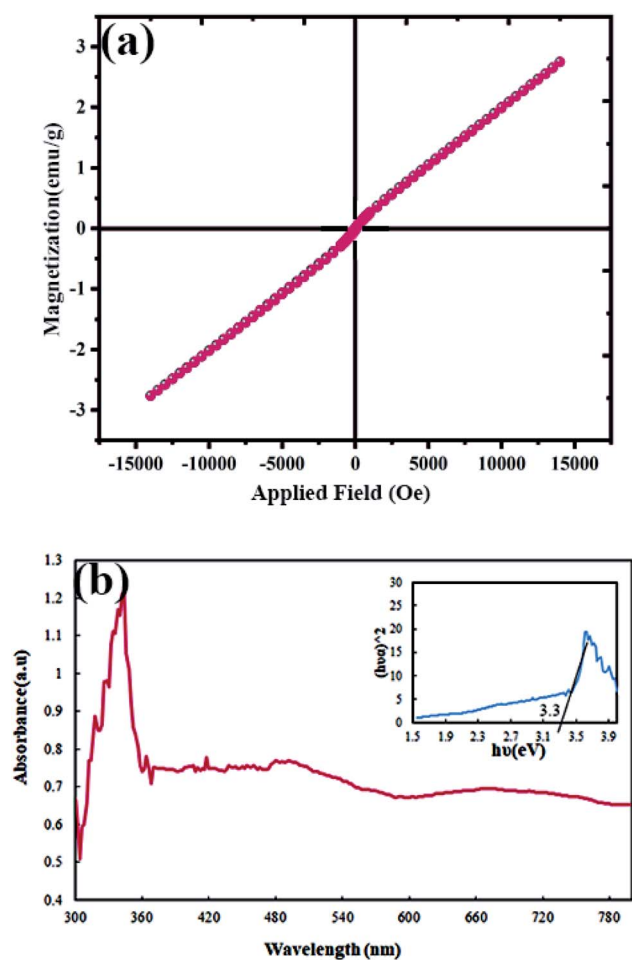 (a)
3
2
1
0
-1
-2
-3
Magnetization(emu/g)
-15000 -10000 -5000 0 5000 10000 15000
Applied Field (Oe)
(b)
1.3
1.2
1.1
1
0.9
0.8
0.7
0.6
0.5
0.4
Absorbance(a.u)
300 360 420 480 540 600 660 720 780
Wavelength (nm)
30
25
20
15
10
5
0
(hυα)^2
3.3
1.5 1.9 2.3 2.7 3.1 3.5 3.9
hυ(eV)